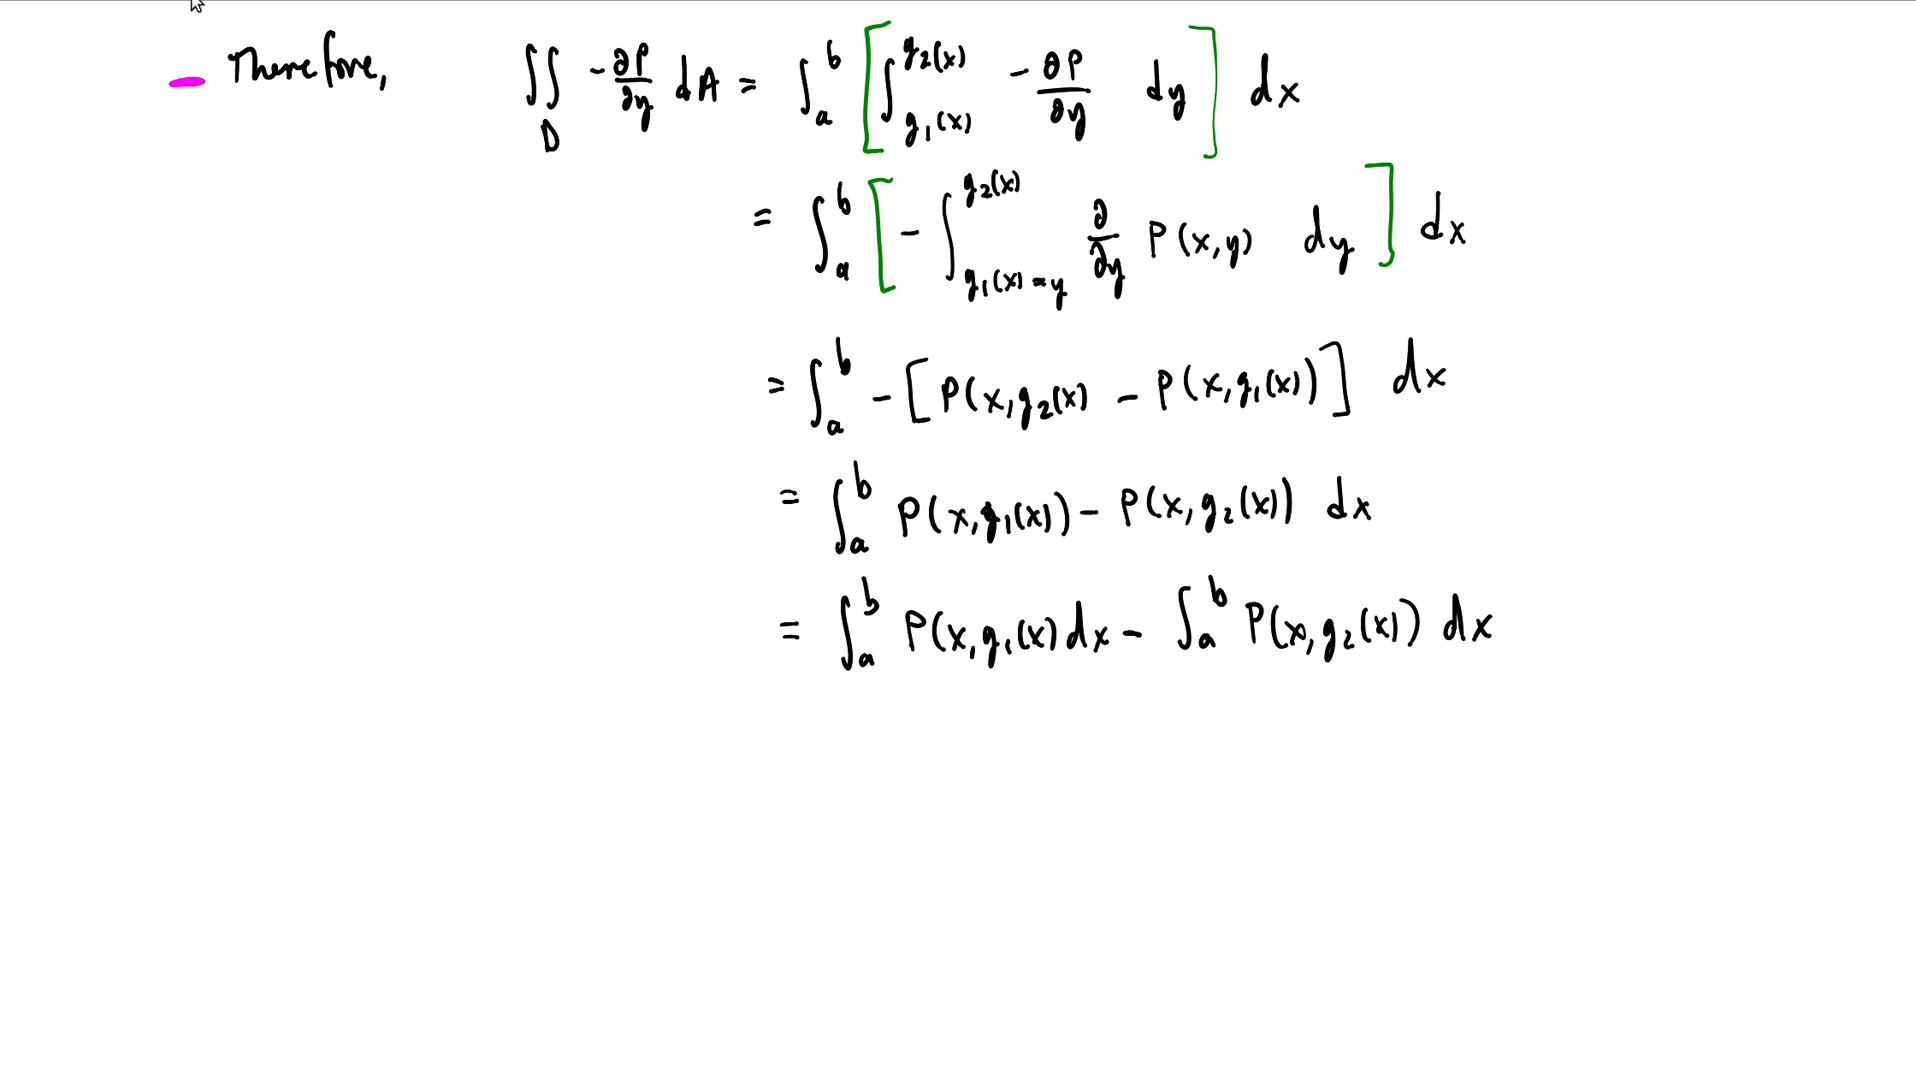 – Therefore, ∬_D -∂P/∂y dA = ∫_a^b [ ∫_{g₁(x)}^{g₂(x)} -∂P/∂y dy ] dx
= ∫_a^b [ - ∫_{g₁(x)=y}^{g₂(x)} ∂/∂y P(x,y) dy ] dx
= ∫_a^b - [ P(x,g₂(x) - P(x,g₁(x)) ] dx
= ∫_a^b P(x,g₁(x)) - P(x,g₂(x)) dx
= ∫_a^b P(x,g₁(x) dx - ∫_a^b P(x,g₂(x)) dx